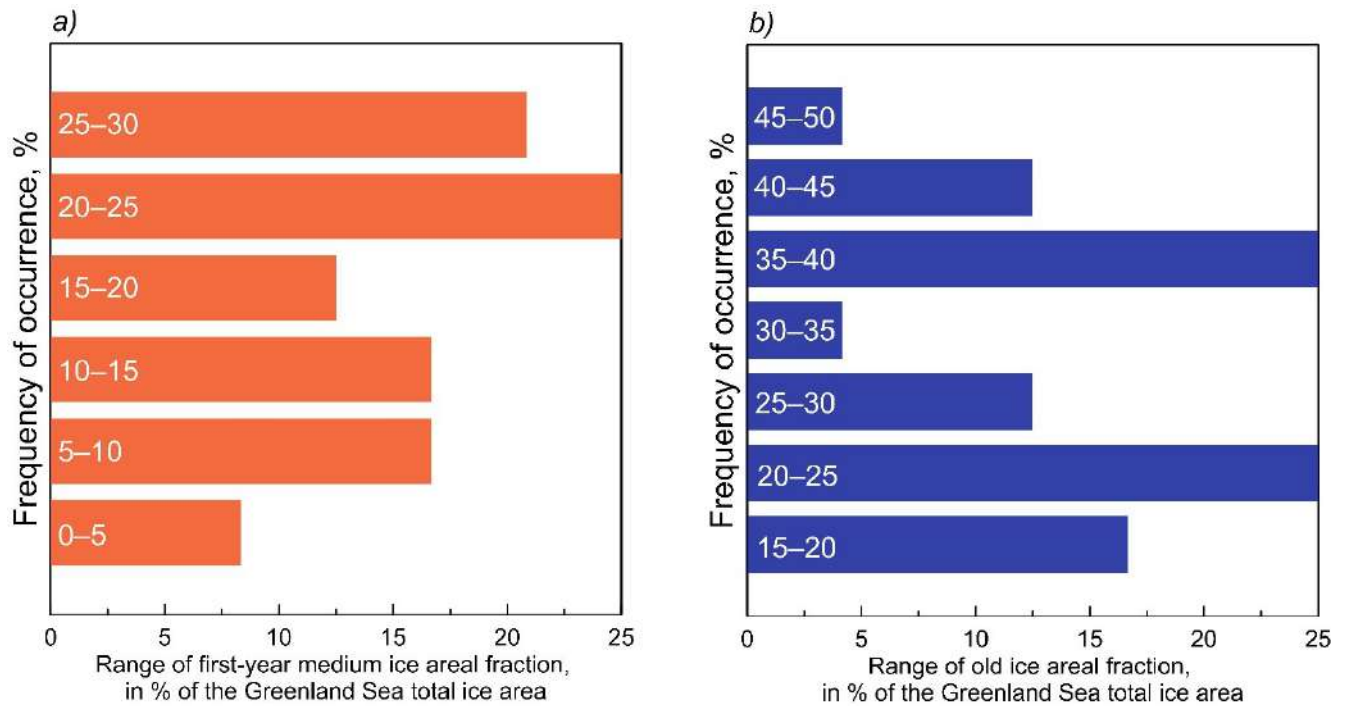 a)
Frequency of occurrence, %
25–30
20–25
15–20
10–15
5–10
0–5
0 5 10 15 20 25
Range of first-year medium ice areal fraction,
in % of the Greenland Sea total ice area
b)
Frequency of occurrence, %
45–50
40–45
35–40
30–35
25–30
20–25
15–20
0 5 10 15 20 25
Range of old ice areal fraction,
in % of the Greenland Sea total ice area